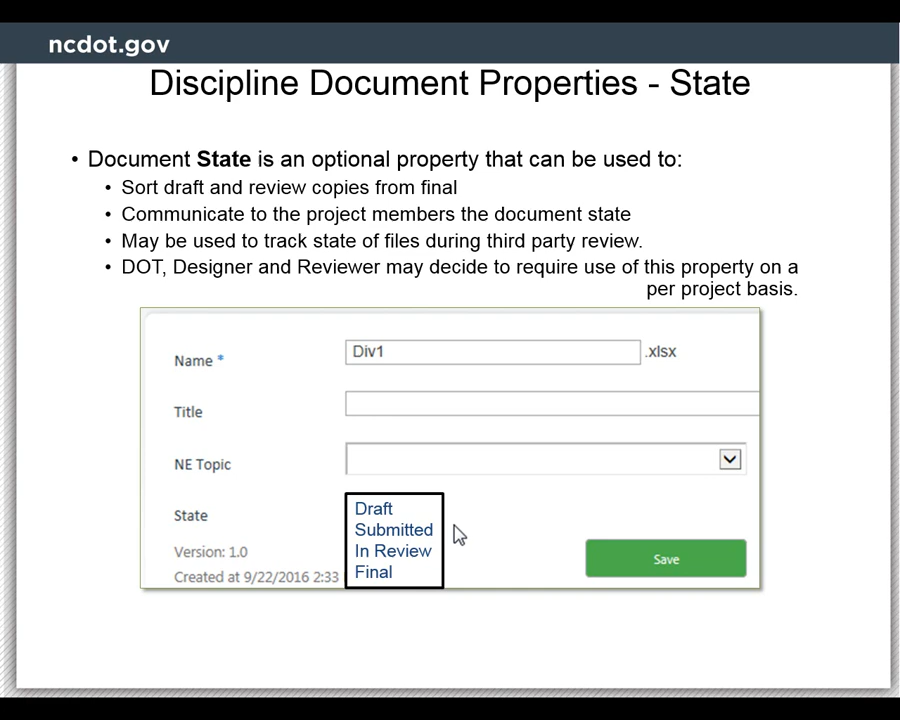 ncdot.gov
Discipline Document Properties - State
• Document State is an optional property that can be used to:
• Sort draft and review copies from final
• Communicate to the project members the document state
• May be used to track state of files during third party review.
• DOT, Designer and Reviewer may decide to require use of this property on a
per project basis.
Name * Div1 .xlsx
Title
NE Topic
State
Draft
Submitted
In Review
Final
Version: 1.0
Created at 9/22/2016 2:33
Save